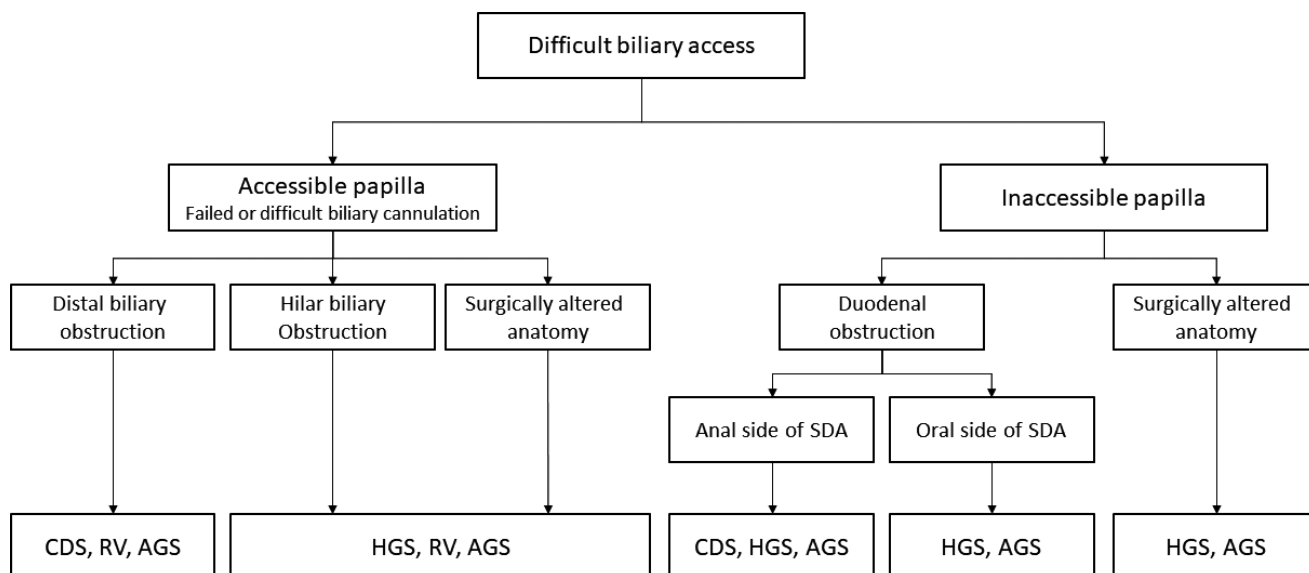 Difficult biliary access
Accessible papilla
Failed or difficult biliary cannulation
Inaccessible papilla
Distal biliary
obstruction
Hilar biliary
Obstruction
Surgically altered
anatomy
Duodenal
obstruction
Surgically altered
anatomy
Anal side of SDA
Oral side of SDA
CDS, RV, AGS
HGS, RV, AGS
CDS, HGS, AGS
HGS, AGS
HGS, AGS